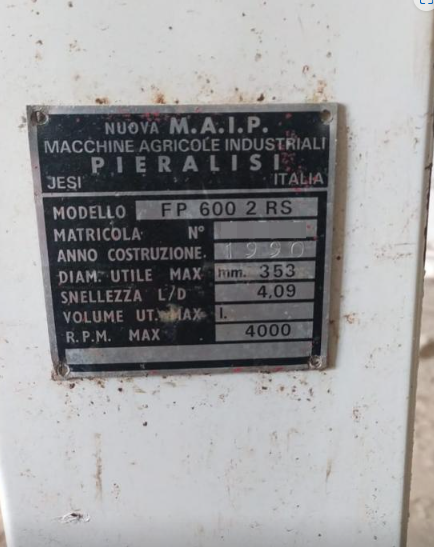 NUOVA M.A.I.P.
MACCHINE AGRICOLE INDUSTRIALI
PIERALISI
JESI ITALIA
MODELLO FP 600 2 RS
MATRICOLA N°
ANNO COSTRUZIONE. 1990
DIAM. UTILE MAX mm. 353
SNELLEZZA L/D 4,09
VOLUME UT. MAX l.
R.P.M. MAX 4000